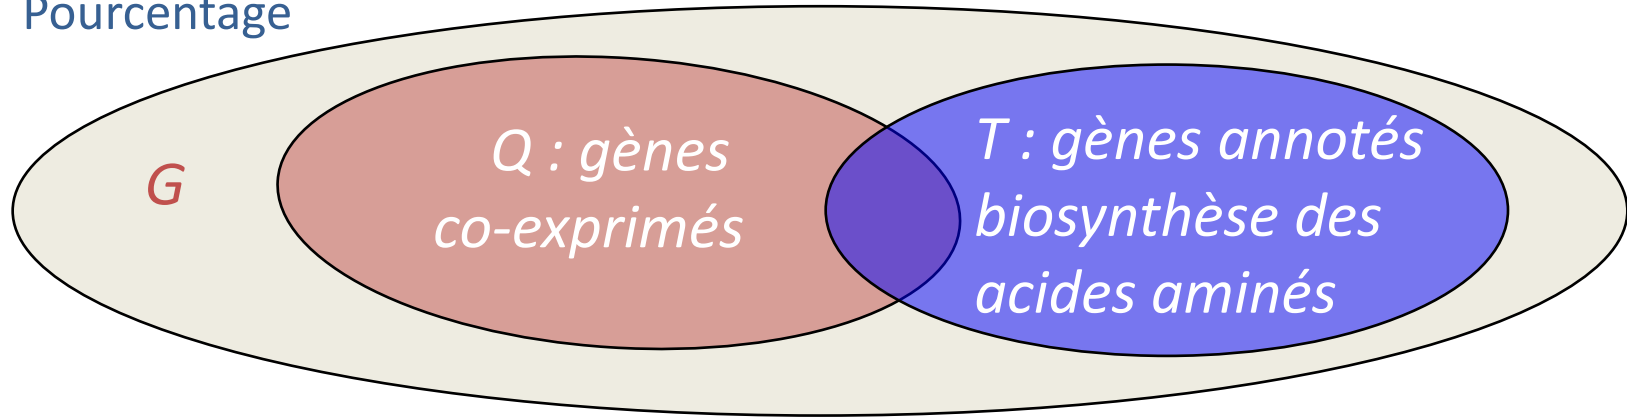 Pourcentage
G
Q : gènes
co-exprimés
T : gènes annotés
biosynthèse des
acides aminés